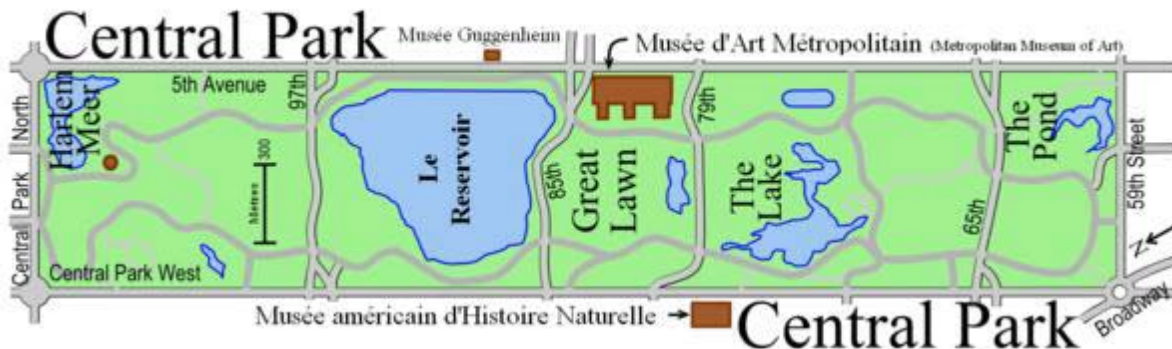 Central Park
Musée Guggenheim
Musée d'Art Métropolitain (Metropolitan Museum of Art)
5th Avenue
97th
79th
Harlem
Meer
Central Park North
300
Metres
Le
Reservoir
85th
Great
Lawn
The
Lake
65th
The
Pond
59th Street
N
Central Park West
Broadway
Musée américain d'Histoire Naturelle
Central Park